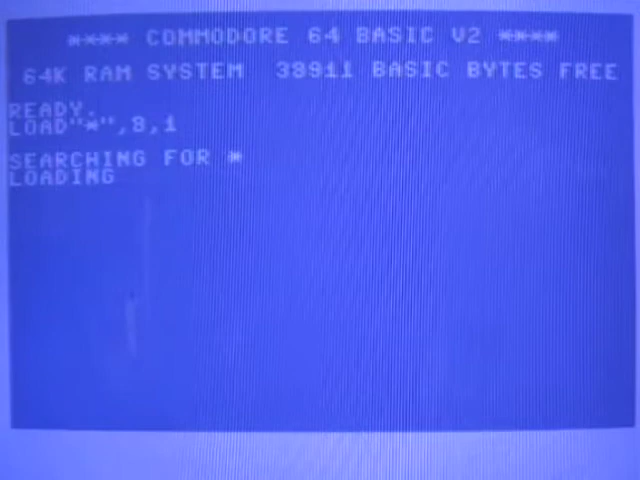 **** COMMODORE 64 BASIC V2 ****
64K RAM SYSTEM 38911 BASIC BYTES FREE
READY.
LOAD"*",8,1
SEARCHING FOR *
LOADING